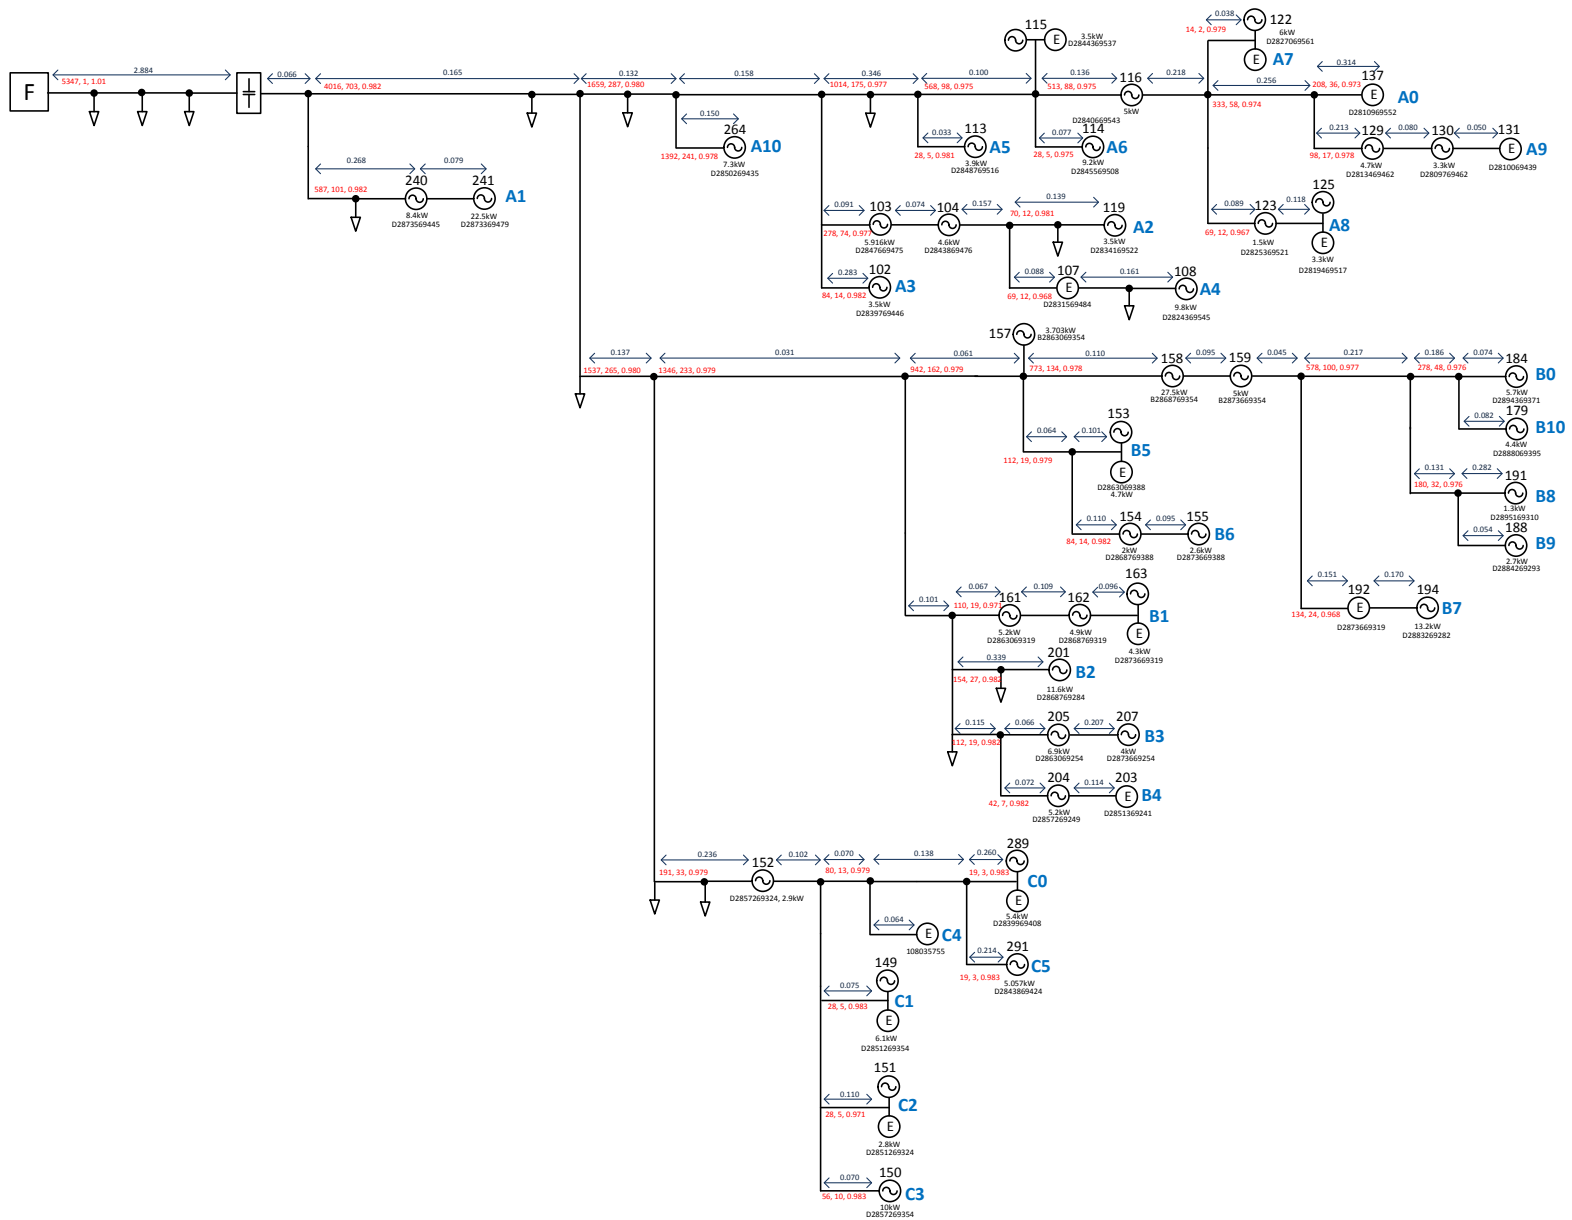 F
2.884
5347, 1, 1.01
0.066
0.165
4016, 703, 0.982
0.132
1659, 287, 0.980
0.158
0.346
1014, 175, 0.977
0.100
568, 98, 0.975
0.136
513, 88, 0.975
115
E
3.5kW
D2844369537
116
5kW
D2840669543
0.218
0.038
14, 2, 0.979
122
6kW
D2827069561
E
A7
0.256
333, 58, 0.974
0.314
208, 36, 0.973
137
E
A0
D2810969552
0.213
98, 17, 0.978
129
4.7kW
D2813469462
0.080
130
3.3kW
D2809769462
0.050
131
E
A9
D2810069439
0.089
69, 12, 0.967
123
1.5kW
D2825369521
0.118
125
A8
E
3.3kW
D2819469517
0.150
264
A10
1392, 241, 0.978
7.3kW
D2850269435
0.033
113
A5
28, 5, 0.981
3.9kW
D2848769516
0.077
114
A6
28, 5, 0.975
9.2kW
D2845569508
0.268
0.079
587, 101, 0.982
240
8.4kW
D2873569445
241
A1
22.5kW
D2873369479
0.091
278, 74, 0.977
103
5.916kW
D2847669475
0.074
104
4.6kW
D2843869476
0.157
70, 12, 0.981
0.139
119
A2
3.5kW
D2834169522
0.283
84, 14, 0.982
102
A3
3.5kW
D2839769446
0.088
69, 12, 0.968
107
E
D2831569484
0.161
108
A4
9.8kW
D2824369545
0.137
1537, 265, 0.980
0.031
1346, 233, 0.979
0.061
942, 162, 0.979
157
3.703kW
B2863069354
0.110
773, 134, 0.978
158
27.5kW
B2868769354
0.095
159
5kW
B2873669354
0.045
0.217
578, 100, 0.977
0.186
278, 48, 0.976
0.074
184
B0
5.7kW
D2894369371
0.082
179
B10
4.4kW
D2888069395
0.131
180, 32, 0.976
0.282
191
B8
1.3kW
D2895169310
0.054
188
B9
2.7kW
D2884269293
0.064
112, 19, 0.979
0.101
153
B5
E
D2863069388
4.7kW
0.110
84, 14, 0.982
154
2kW
D2868769388
0.095
155
B6
2.6kW
D2873669388
0.151
134, 24, 0.968
192
E
D2873669319
0.170
194
B7
13.2kW
D2883269282
0.101
0.067
110, 19, 0.971
161
5.2kW
D2863069319
0.109
162
4.9kW
D2868769319
0.096
163
B1
E
4.3kW
D2873669319
0.339
154, 27, 0.982
201
B2
11.6kW
D2868769284
0.115
112, 19, 0.982
0.066
205
6.9kW
D2863069254
0.207
207
B3
4kW
D2873669254
0.072
42, 7, 0.982
204
5.2kW
D2857269249
0.114
203
E
B4
D2851369241
0.236
191, 33, 0.979
152
D2857269324, 2.9kW
0.102
0.070
80, 13, 0.979
0.138
0.260
19, 3, 0.983
289
C0
E
5.4kW
D2839969408
0.064
E
C4
108035755
0.214
19, 3, 0.983
291
C5
5.057kW
D2843869424
0.075
28, 5, 0.983
149
C1
E
6.1kW
D2851269354
0.110
28, 5, 0.971
151
C2
E
2.8kW
D2851269324
0.070
56, 10, 0.983
150
C3
10kW
D2857269354